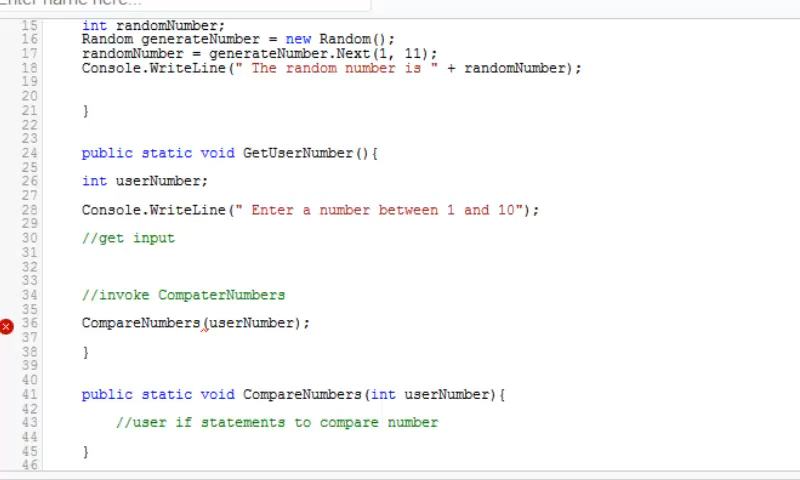 Enter name here...
15 int randomNumber;
16 Random generateNumber = new Random();
17 randomNumber = generateNumber.Next(1, 11);
18 Console.WriteLine(" The random number is " + randomNumber);
19
20
21 }
22
23
24 public static void GetUserNumber(){
25
26 int userNumber;
27
28 Console.WriteLine(" Enter a number between 1 and 10");
29
30 //get input
31
32
33
34 //invoke CompaterNumbers
35
36 CompareNumbers(userNumber);
37
38 }
39
40
41 public static void CompareNumbers(int userNumber){
42
43 //user if statements to compare number
44
45 }
46